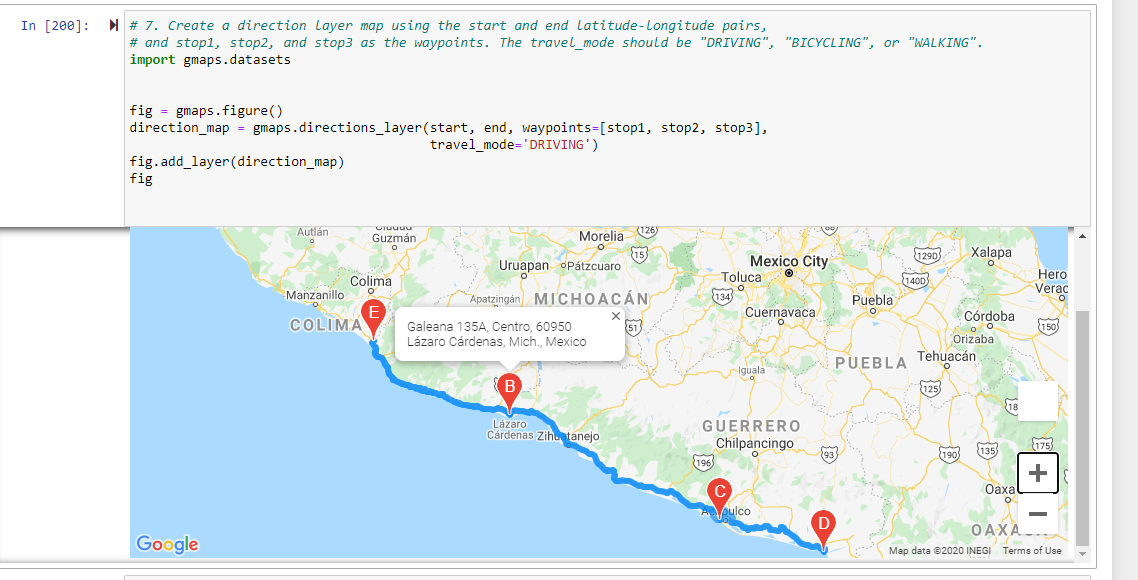 In [200]:
# 7. Create a direction layer map using the start and end latitude-longitude pairs,
# and stop1, stop2, and stop3 as the waypoints. The travel_mode should be "DRIVING", "BICYCLING", or "WALKING".
import gmaps.datasets
fig = gmaps.figure()
direction_map = gmaps.directions_layer(start, end, waypoints=[stop1, stop2, stop3],
travel_mode='DRIVING')
fig.add_layer(direction_map)
fig
Autlán
Ciudad
Guzmán
Morelia
126
15
Uruapan
Pátzcuaro
Mexico City
Toluca
129D
Xalapa
140D
Hero
Verac
Colima
Manzanillo
Apatzingán
MICHOACÁN
134
Puebla
Cuernavaca
Córdoba
150
COLIMA
E
Galeana 135A, Centro, 60950
Lázaro Cárdenas, Mich., Mexico
51
Orizaba
Tehuacán
PUEBLA
Iguala
125
B
18
Lázaro
Cárdenas
Zihuatanejo
GUERRERO
Chilpancingo
93
190
135
175
196
C
Acapulco
Oaxa
D
OAXA
Google
Map data ©2020 INEGI
Terms of Use